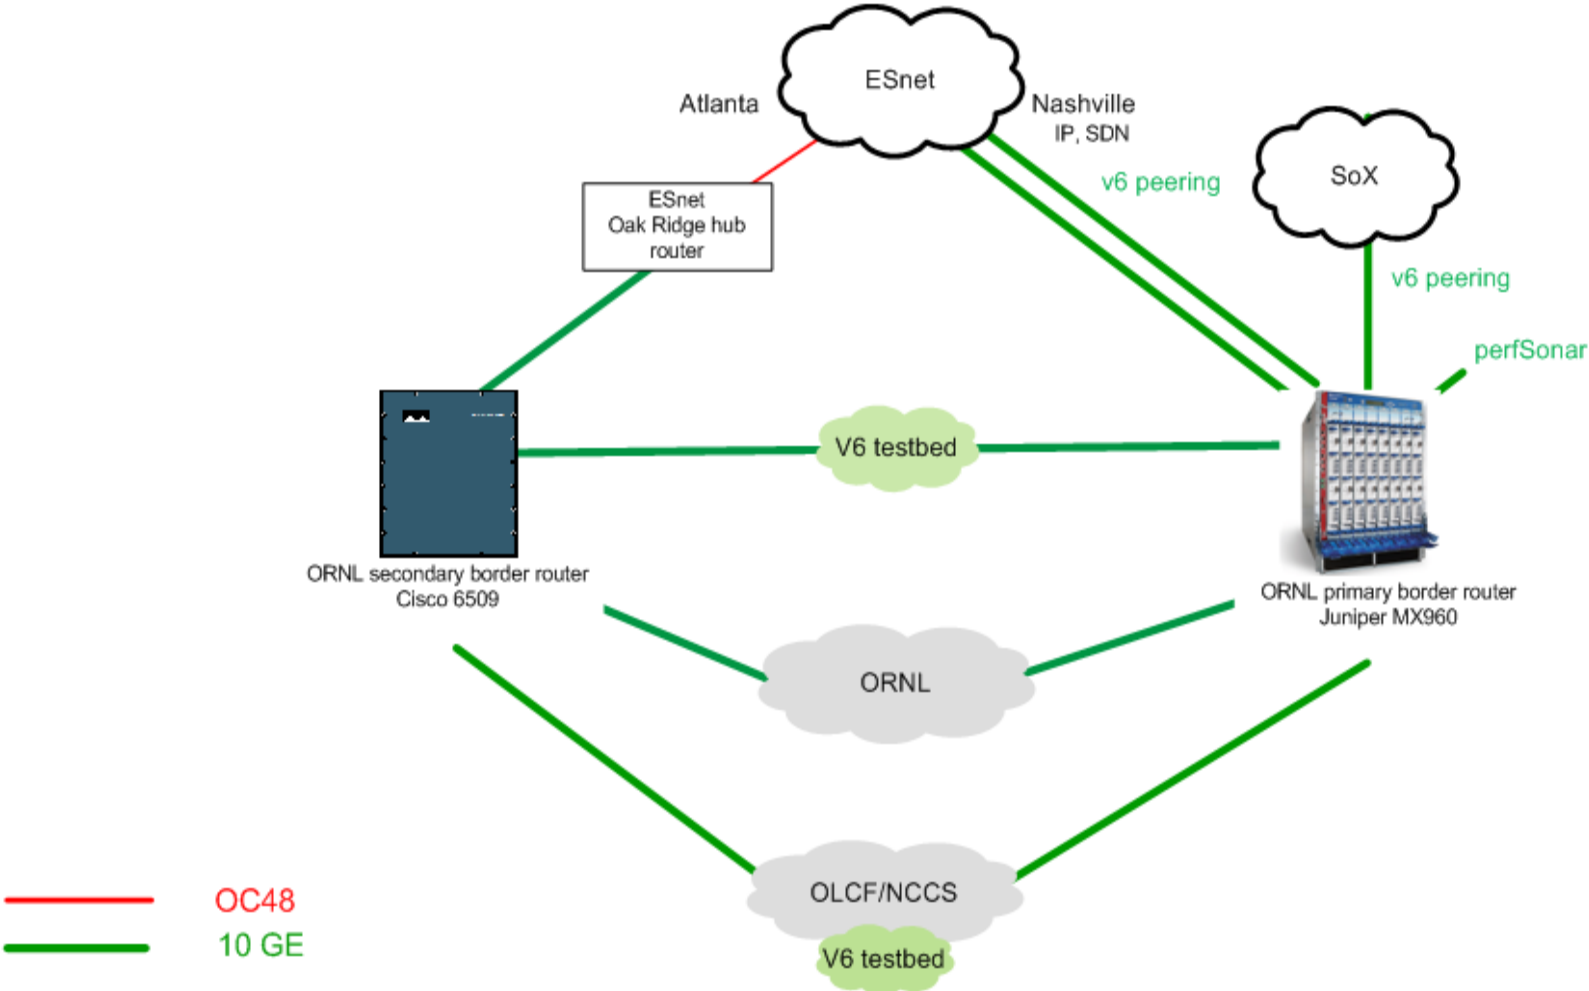 ESnet
Atlanta
Nashville
IP, SDN
v6 peering
SoX
ESnet
Oak Ridge hub
router
v6 peering
perfSonar
V6 testbed
ORNL secondary border router
Cisco 6509
ORNL primary border router
Juniper MX960
ORNL
OLCF/NCCS
OC48
10 GE
V6 testbed